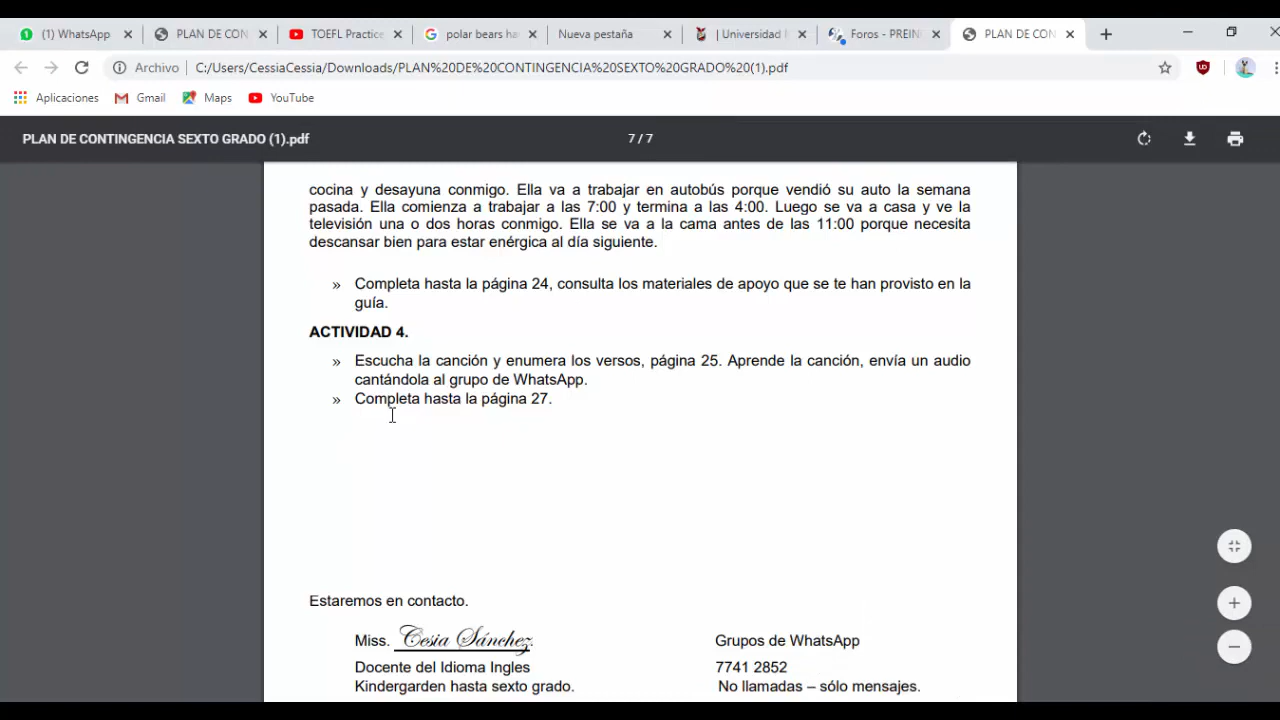 (1) WhatsApp
PLAN DE CON
TOEFL Practice
polar bears ha
Nueva pestaña
| Universidad
Foros - PREIN
PLAN DE CON
Archivo
C:/Users/CessiaCessia/Downloads/PLAN%20DE%20CONTINGENCIA%20SEXTO%20GRADO%20(1).pdf
Aplicaciones
Gmail
Maps
YouTube
PLAN DE CONTINGENCIA SEXTO GRADO (1).pdf
7 / 7
cocina y desayuna conmigo. Ella va a trabajar en autobús porque vendió su auto la semana
pasada. Ella comienza a trabajar a las 7:00 y termina a las 4:00. Luego se va a casa y ve la
televisión una o dos horas conmigo. Ella se va a la cama antes de las 11:00 porque necesita
descansar bien para estar enérgica al día siguiente.
» Completa hasta la página 24, consulta los materiales de apoyo que se te han provisto en la
guía.
ACTIVIDAD 4.
» Escucha la canción y enumera los versos, página 25. Aprende la canción, envía un audio
cantándola al grupo de WhatsApp.
» Completa hasta la página 27.
Estaremos en contacto.
Miss. Cesia Sánchez.
Grupos de WhatsApp
Docente del Idioma Ingles
7741 2852
Kindergarden hasta sexto grado.
No llamadas – sólo mensajes.